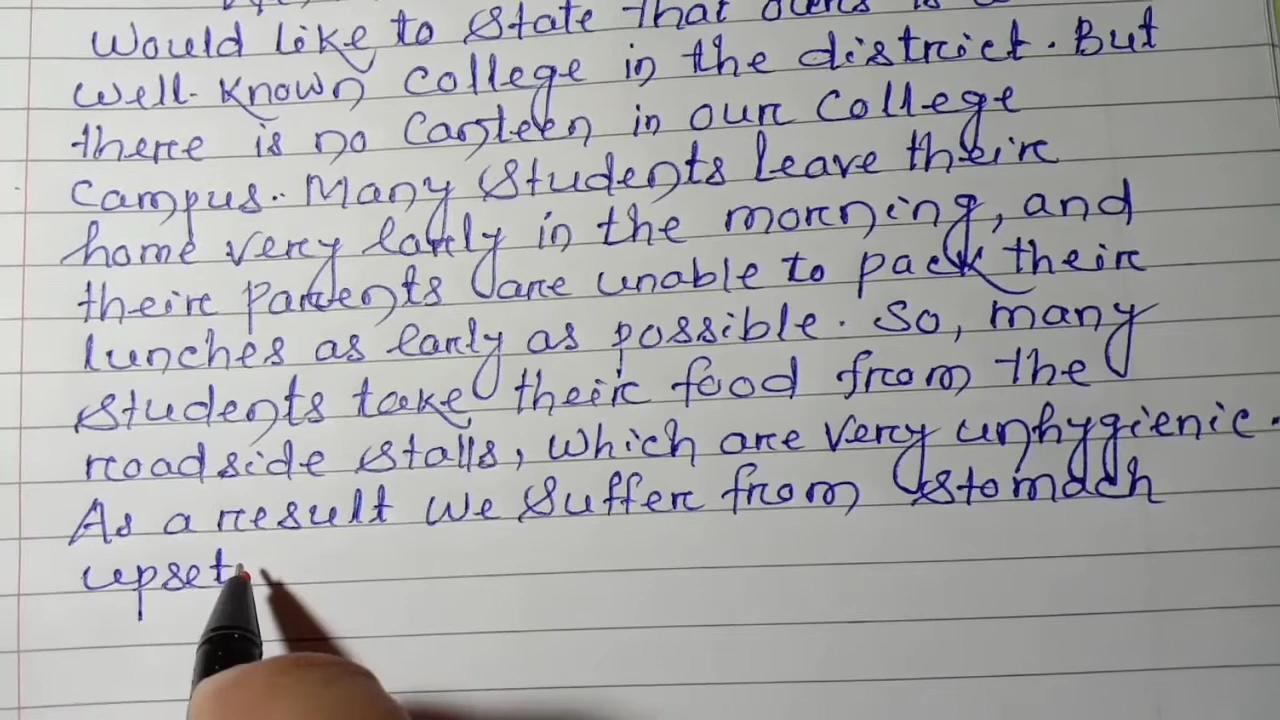 would like to state that ours is a
well-known college in the district. But
there is no Canteen in our College
campus. Many Students leave their
home very early in the morning, and
their Parents are unable to pack their
lunches as early as possible. So, many
students take their food from the
roadside stalls, which are very unhygienic.
As a result we Suffer from stomach
upset